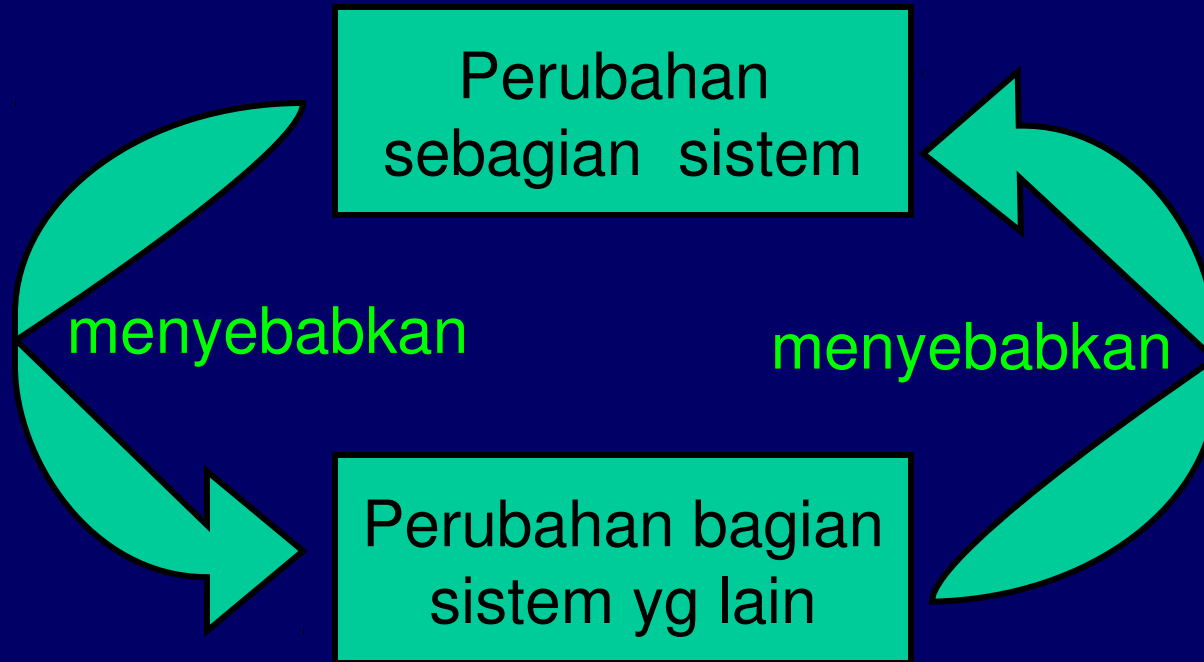 Perubahan
sebagian sistem
menyebabkan
menyebabkan
Perubahan bagian
sistem yg lain